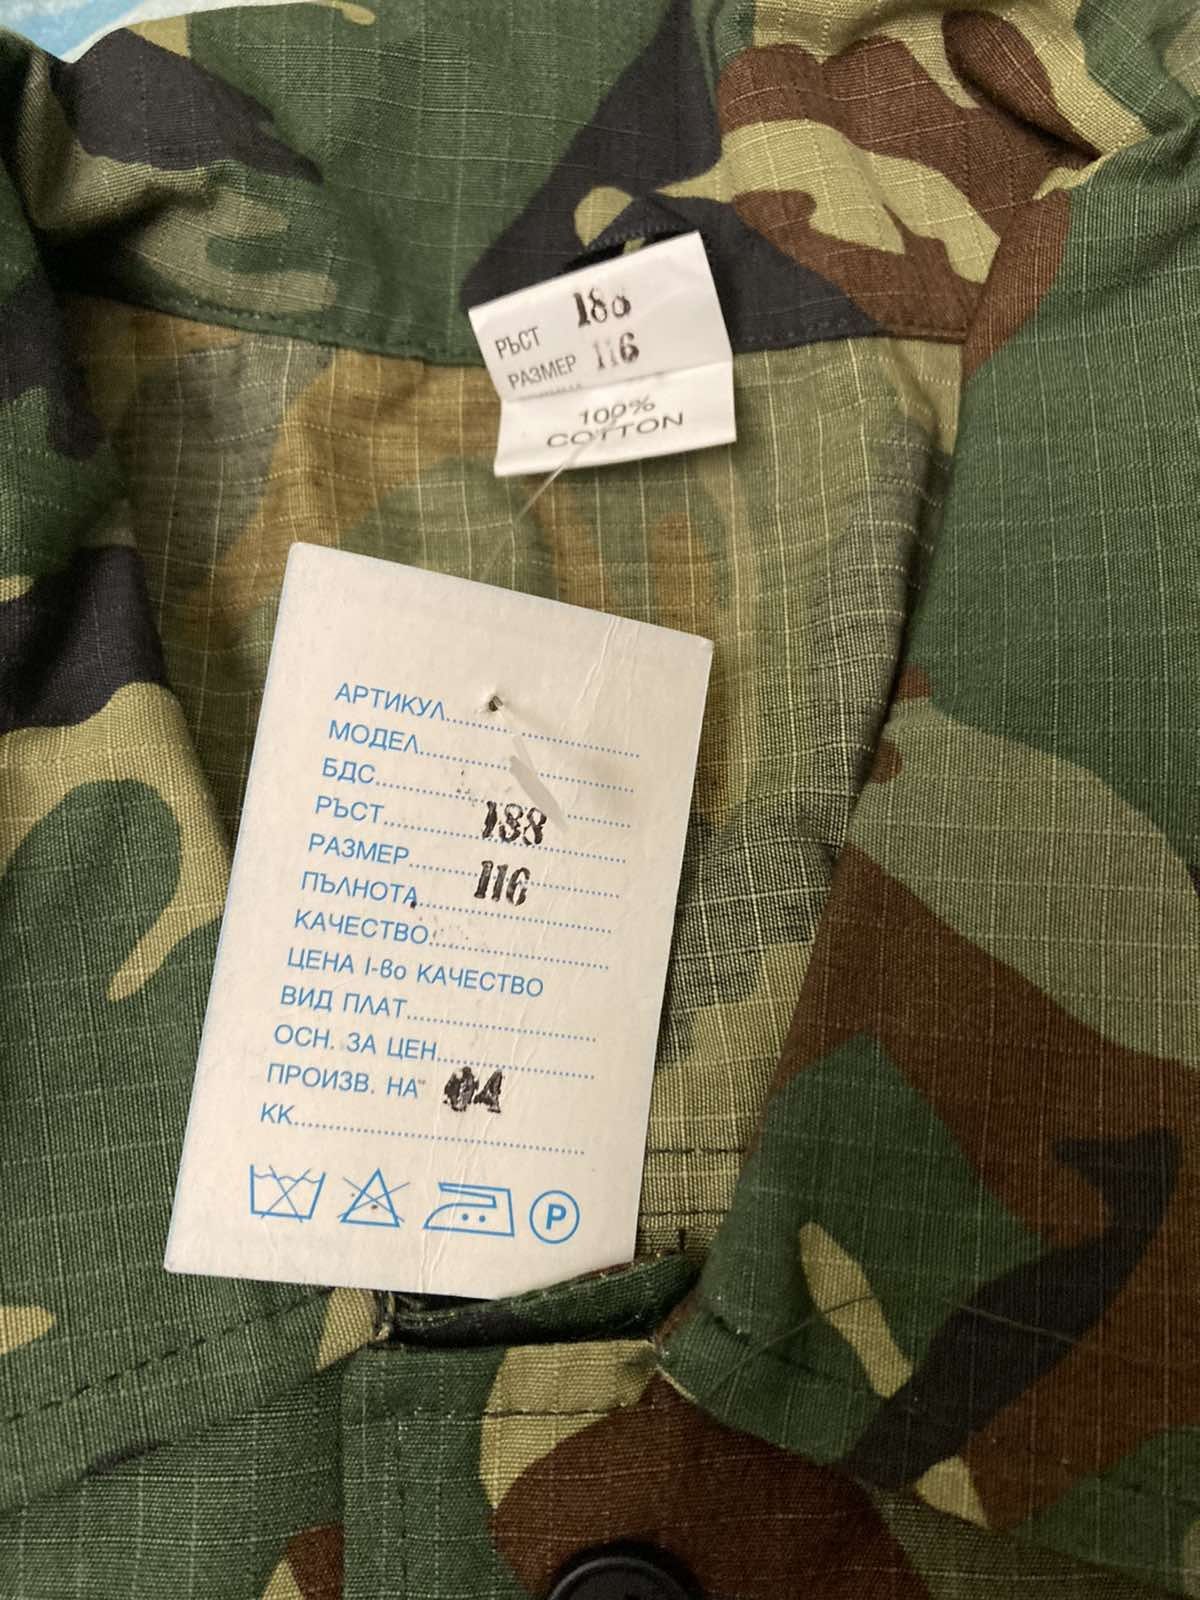 РЪСТ 188
РАЗМЕР 116
100%
COTTON
АРТИКУЛ
МОДЕЛ
БДС
РЪСТ 188
РАЗМЕР 116
ПЪЛНОТА
КАЧЕСТВО
ЦЕНА I-во КАЧЕСТВО
ВИД ПЛАТ
ОСН. ЗА ЦЕН.
ПРОИЗВ. НА
КК
P